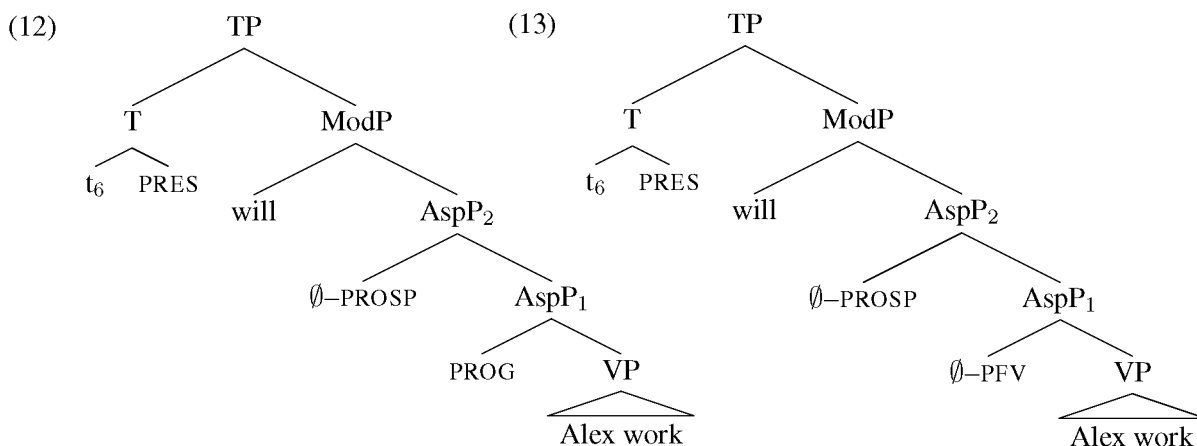 (12) TP (13) TP
T ModP T ModP
t₆ PRES will AspP₂ t₆ PRES will AspP₂
∅–PROSP AspP₁ ∅–PROSP AspP₁
PROG VP ∅–PFV VP
Alex work Alex work